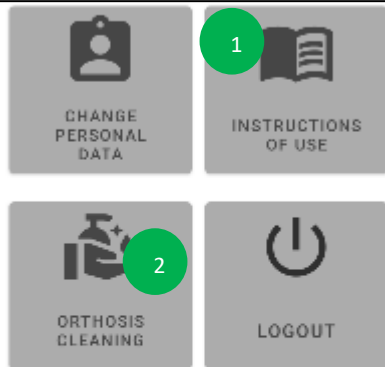 CHANGE
PERSONAL
DATA
1
INSTRUCTIONS
OF USE
2
ORTHOSIS
CLEANING
LOGOUT